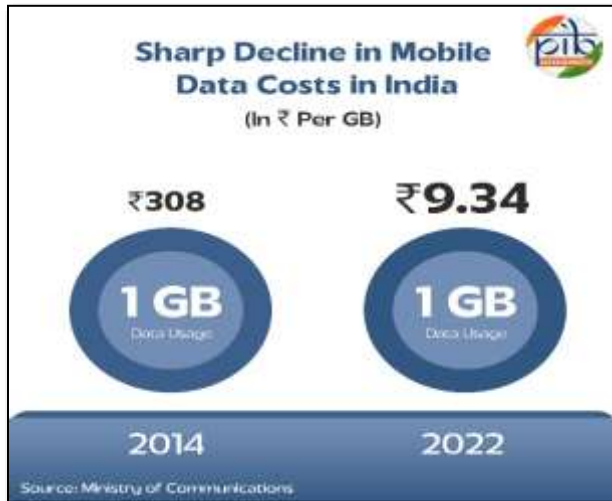 Sharp Decline in Mobile
Data Costs in India
(In ₹ Per GB)
pib
₹308
₹9.34
1 GB
Data Usage
1 GB
Data Usage
2014
2022
Source: Ministry of Communications